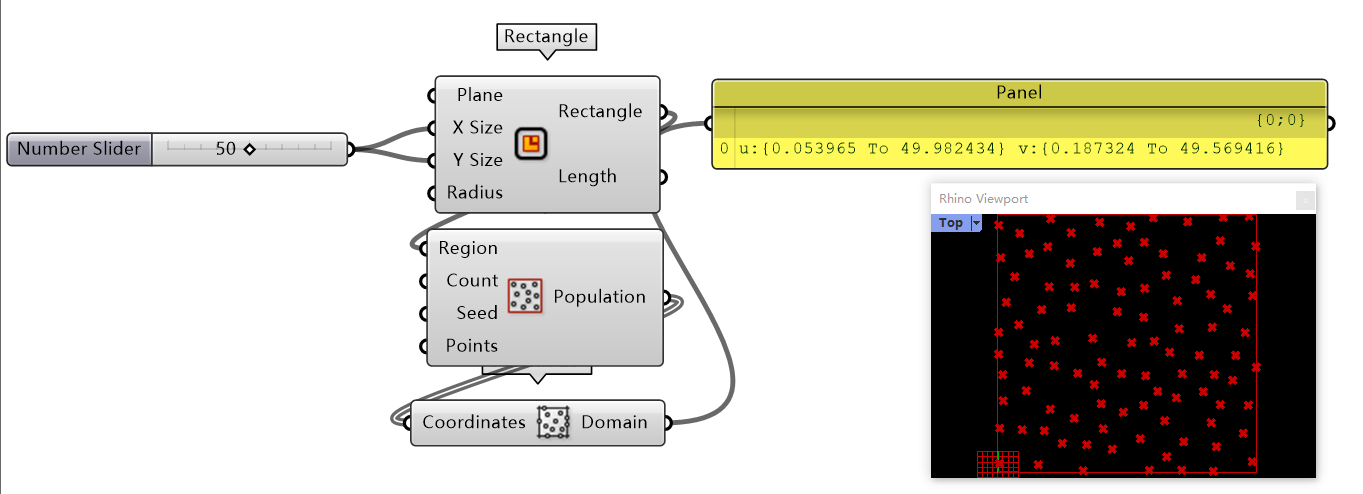 Rectangle
Number Slider
50
Plane
X Size
Y Size
Radius
Rectangle
Length
Region
Count
Seed
Points
Population
Coordinates
Domain
Panel
{0;0}
0 u:{0.053965 To 49.982434} v:{0.187324 To 49.569416}
Rhino Viewport
x
Top